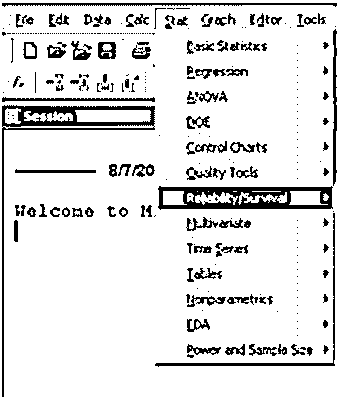 File Edit Data Calc Stat Graph Editor Tools
Basic Statistics
Regression
ANOVA
DOE
Control Charts
Session
Quality Tools
8/7/20
Reliability/Survival
Welcome to M
Multivariate
Time Series
Tables
Nonparametrics
EDA
Power and Sample Size